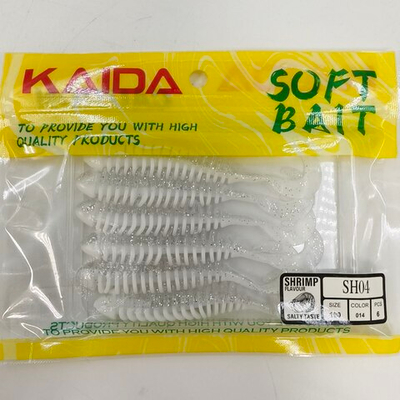 KAIDA
SOFT
BAIT
TO PROVIDE YOU WITH HIGH
QUALITY PRODUCTS
SHRIMP
FLAVOUR
SALTY TASTE
SH04
SIZE
COLOR
PCS
100
014
6
TO PROVIDE YOU WITH HIGH QUALITY PRODUCTS